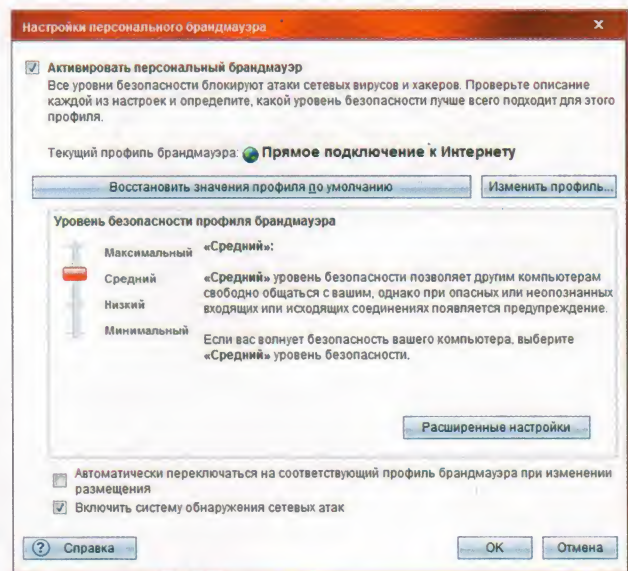 Настройки персонального брандмауэра
x
Активировать персональный брандмауэр
Все уровни безопасности блокируют атаки сетевых вирусов и хакеров. Проверьте описание
каждой из настроек и определите, какой уровень безопасности лучше всего подходит для этого
профиля.
Текущий профиль брандмауэра: Прямое подключение к Интернету
Восстановить значения профиля по умолчанию
Изменить профиль...
Уровень безопасности профиля брандмауэра
Максимальный
Средний
Низкий
Минимальный
«Средний»:
«Средний» уровень безопасности позволяет другим компьютерам
свободно общаться с вашим, однако при опасных или неопознанных
входящих или исходящих соединениях появляется предупреждение.
Если вас волнует безопасность вашего компьютера, выберите
«Средний» уровень безопасности.
Расширенные настройки
Автоматически переключаться на соответствующий профиль брандмауэра при изменении
размещения
Включить систему обнаружения сетевых атак
? Справка
OK
Отмена